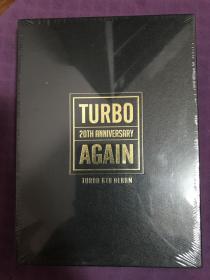 TURBO
20TH ANNIVERSARY
AGAIN
TURBO 6TH ALBUM